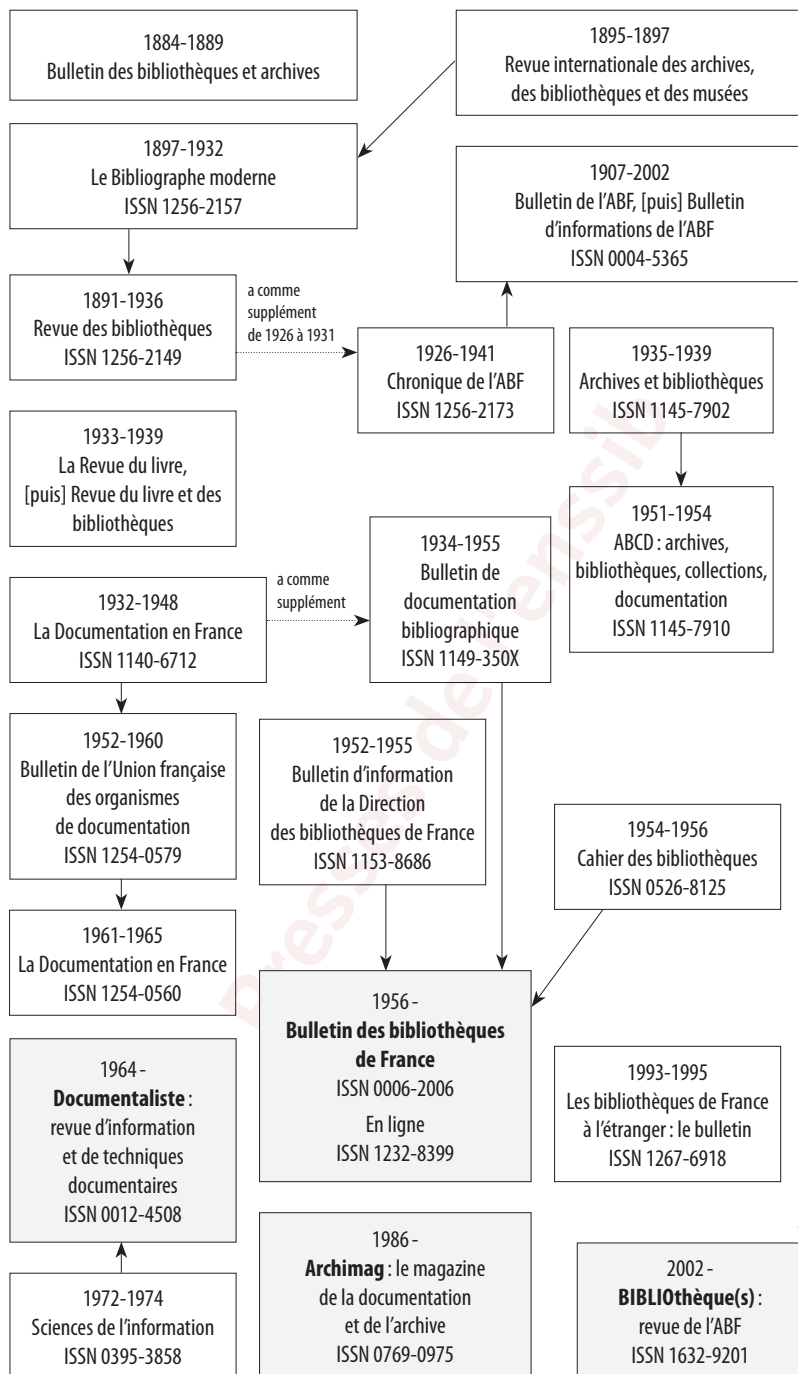 1884-1889
Bulletin des bibliothèques et archives
1895-1897
Revue internationale des archives,
des bibliothèques et des musées
1897-1932
Le Bibliographe moderne
ISSN 1256-2157
1907-2002
Bulletin de l’ABF, [puis] Bulletin
d’informations de l’ABF
ISSN 0004-5365
1891-1936
Revue des bibliothèques
ISSN 1256-2149
a comme
supplément
de 1926 à 1931
1926-1941
Chronique de l’ABF
ISSN 1256-2173
1935-1939
Archives et bibliothèques
ISSN 1145-7902
1933-1939
La Revue du livre,
[puis] Revue du livre et des
bibliothèques
1934-1955
Bulletin de
documentation
bibliographique
ISSN 1149-350X
1951-1954
ABCD : archives,
bibliothèques, collections,
documentation
ISSN 1145-7910
1932-1948
La Documentation en France
ISSN 1140-6712
a comme
supplément
1952-1960
Bulletin de l’Union française
des organismes
de documentation
ISSN 1254-0579
1952-1955
Bulletin d’information
de la Direction
des bibliothèques de France
ISSN 1153-8686
1954-1956
Cahier des bibliothèques
ISSN 0526-8125
1961-1965
La Documentation en France
ISSN 1254-0560
1956 -
Bulletin des bibliothèques
de France
ISSN 0006-2006
En ligne
ISSN 1232-8399
1964 -
Documentaliste :
revue d’information
et de techniques
documentaires
ISSN 0012-4508
1993-1995
Les bibliothèques de France
à l’étranger : le bulletin
ISSN 1267-6918
1972-1974
Sciences de l’information
ISSN 0395-3858
1986 -
Archimag : le magazine
de la documentation
et de l’archive
ISSN 0769-0975
2002 -
BIBLIOthèque(s) :
revue de l’ABF
ISSN 1632-9201
Presses de l'enssib